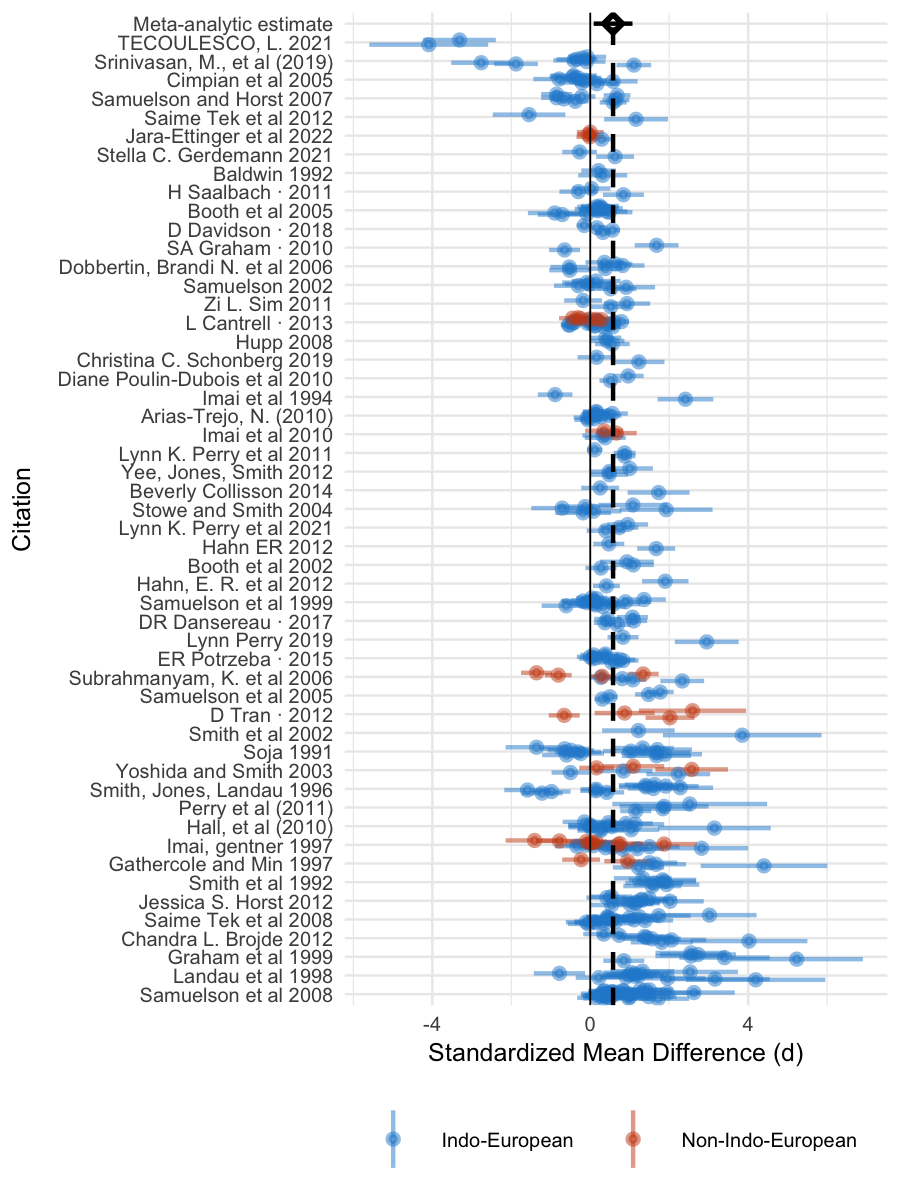 Meta-analytic estimate
TECOULESCO, L. 2021
Srinivasan, M., et al (2019)
Cimpian et al 2005
Samuelson and Horst 2007
Saime Tek et al 2012
Jara-Ettinger et al 2022
Stella C. Gerdemann 2021
Baldwin 1992
H Saalbach · 2011
Booth et al 2005
D Davidson · 2018
SA Graham · 2010
Dobbertin, Brandi N. et al 2006
Samuelson 2002
Zi L. Sim 2011
L Cantrell · 2013
Hupp 2008
Christina C. Schonberg 2019
Diane Poulin-Dubois et al 2010
Imai et al 1994
Arias-Trejo, N. (2010)
Imai et al 2010
Lynn K. Perry et al 2011
Yee, Jones, Smith 2012
Beverly Collisson 2014
Stowe and Smith 2004
Lynn K. Perry et al 2021
Hahn ER 2012
Booth et al 2002
Hahn, E. R. et al 2012
Samuelson et al 1999
DR Dansereau · 2017
Lynn Perry 2019
ER Potrzeba · 2015
Subrahmanyam, K. et al 2006
Samuelson et al 2005
D Tran · 2012
Smith et al 2002
Soja 1991
Yoshida and Smith 2003
Smith, Jones, Landau 1996
Perry et al (2011)
Hall, et al (2010)
Imai, gentner 1997
Gathercole and Min 1997
Smith et al 1992
Jessica S. Horst 2012
Saime Tek et al 2008
Chandra L. Brojde 2012
Graham et al 1999
Landau et al 1998
Samuelson et al 2008
Citation
-4 0 4
Standardized Mean Difference (d)
Indo-European Non-Indo-European